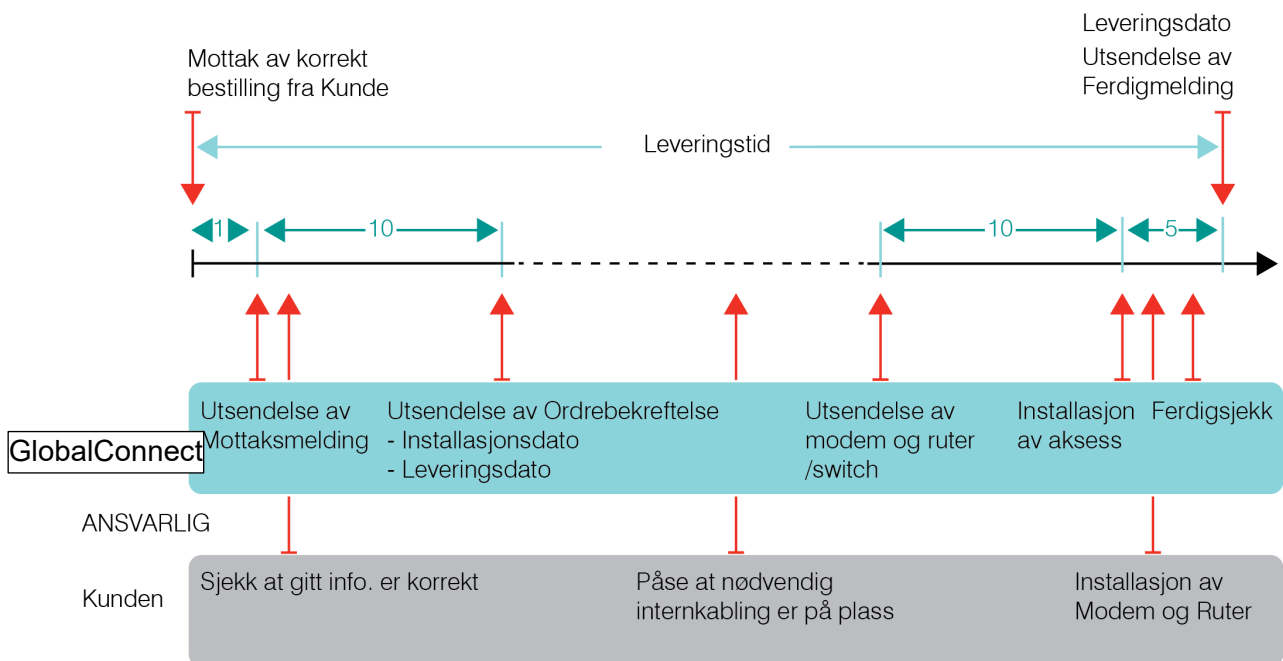 Leveringsdato
Mottak av korrekt
bestilling fra Kunde
Utsendelse av
Ferdigmelding
Leveringstid
1
10
10
5
Utsendelse av
Mottaksmelding
Utsendelse av Ordrebekreftelse
- Installasjonsdato
- Leveringsdato
Utsendelse av
modem og ruter
/switch
Installasjon
av aksess
Ferdigsjekk
GlobalConnect
ANSVARLIG
Kunden
Sjekk at gitt info. er korrekt
Påse at nødvendig
internkabling er på plass
Installasjon av
Modem og Ruter